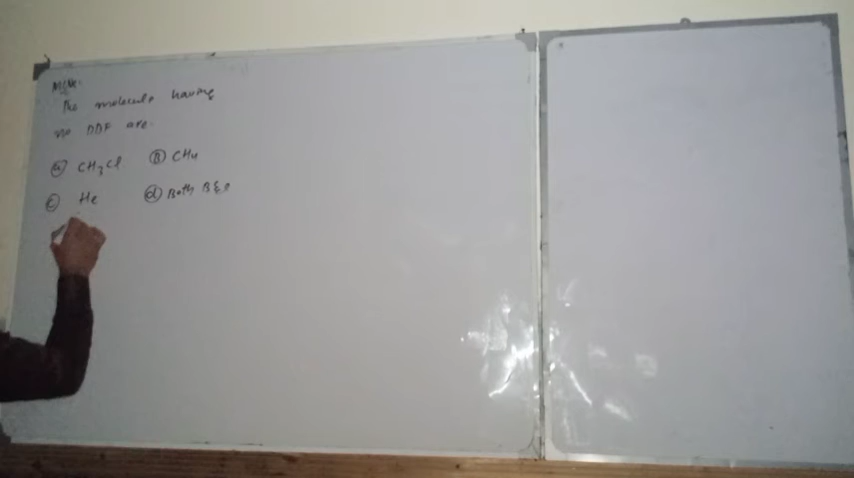 The molecule having
no DDF are.
(a) CH3Cl (B) CH4
(c) He (d) Both B &